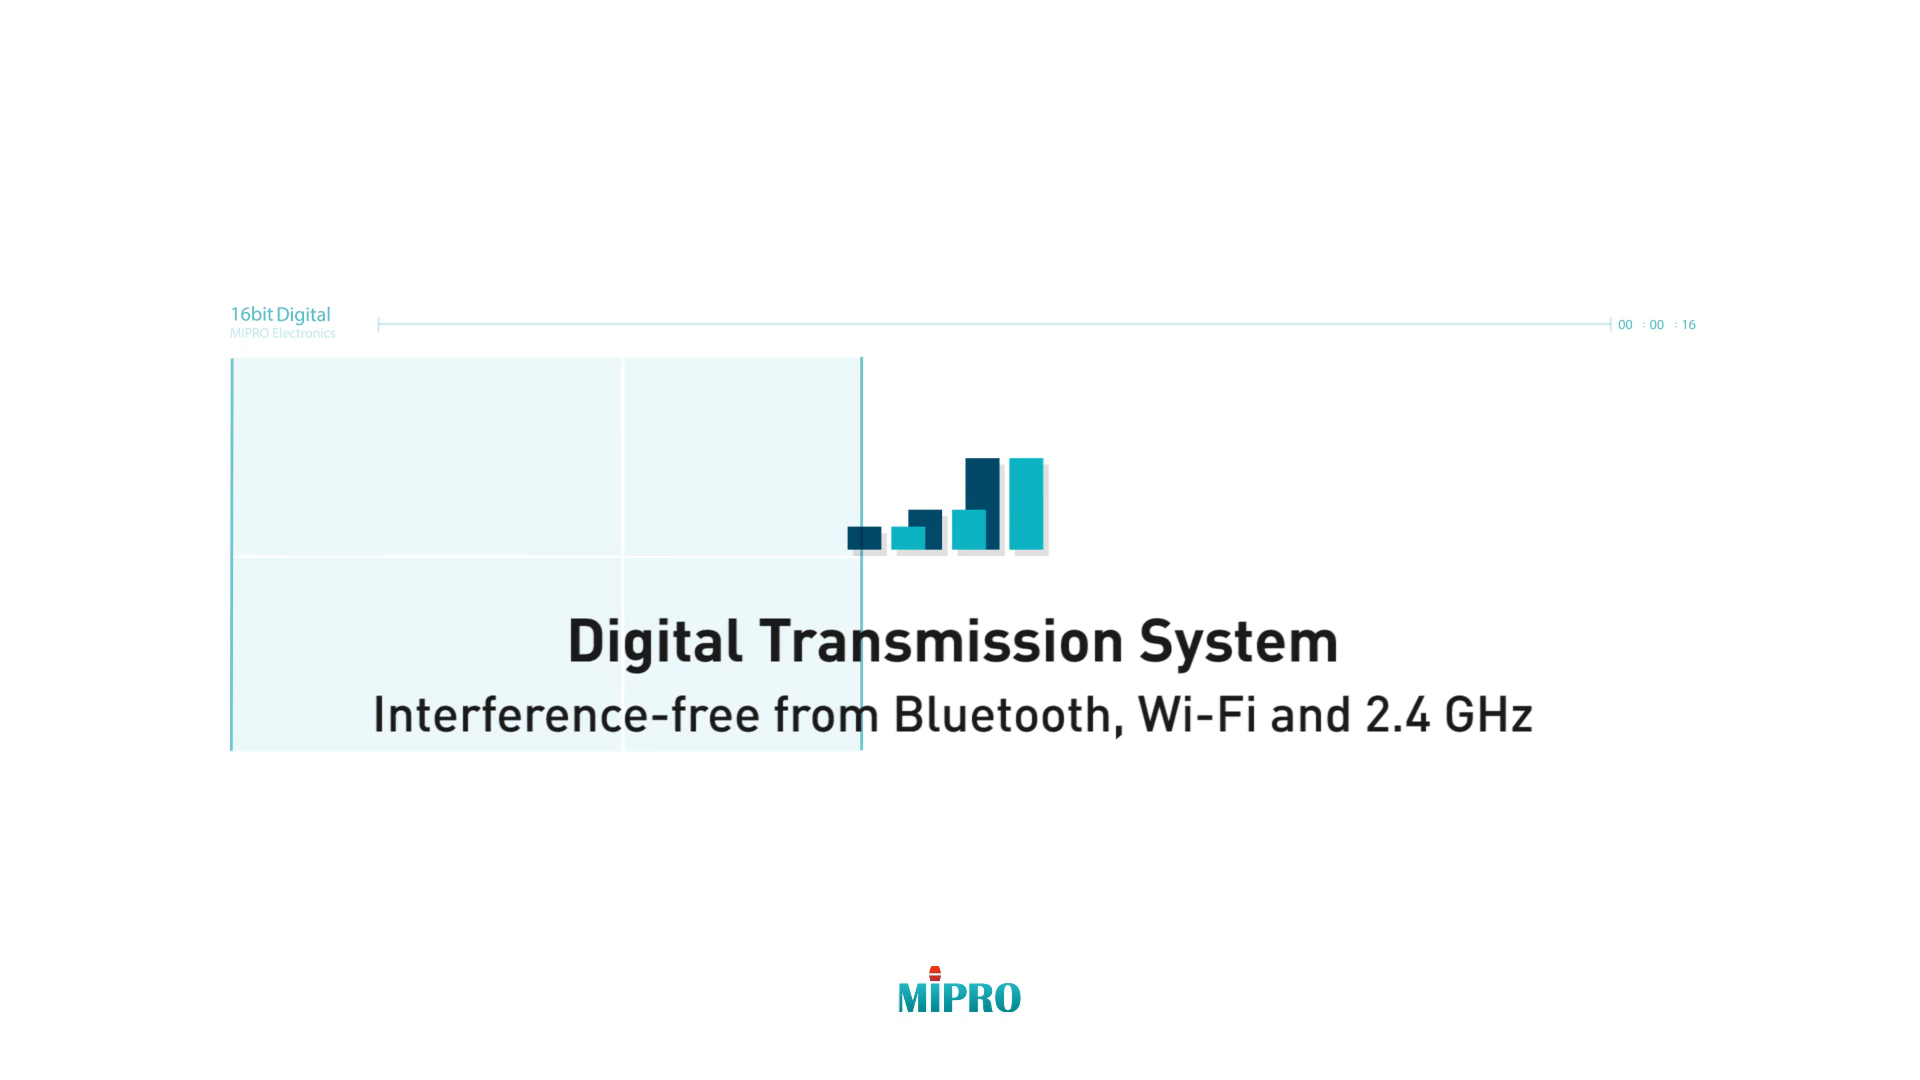 16bit Digital
MIPRO Electronics
00 : 00 : 16
Digital Transmission System
Interference-free from Bluetooth, Wi-Fi and 2.4 GHz
MIPRO